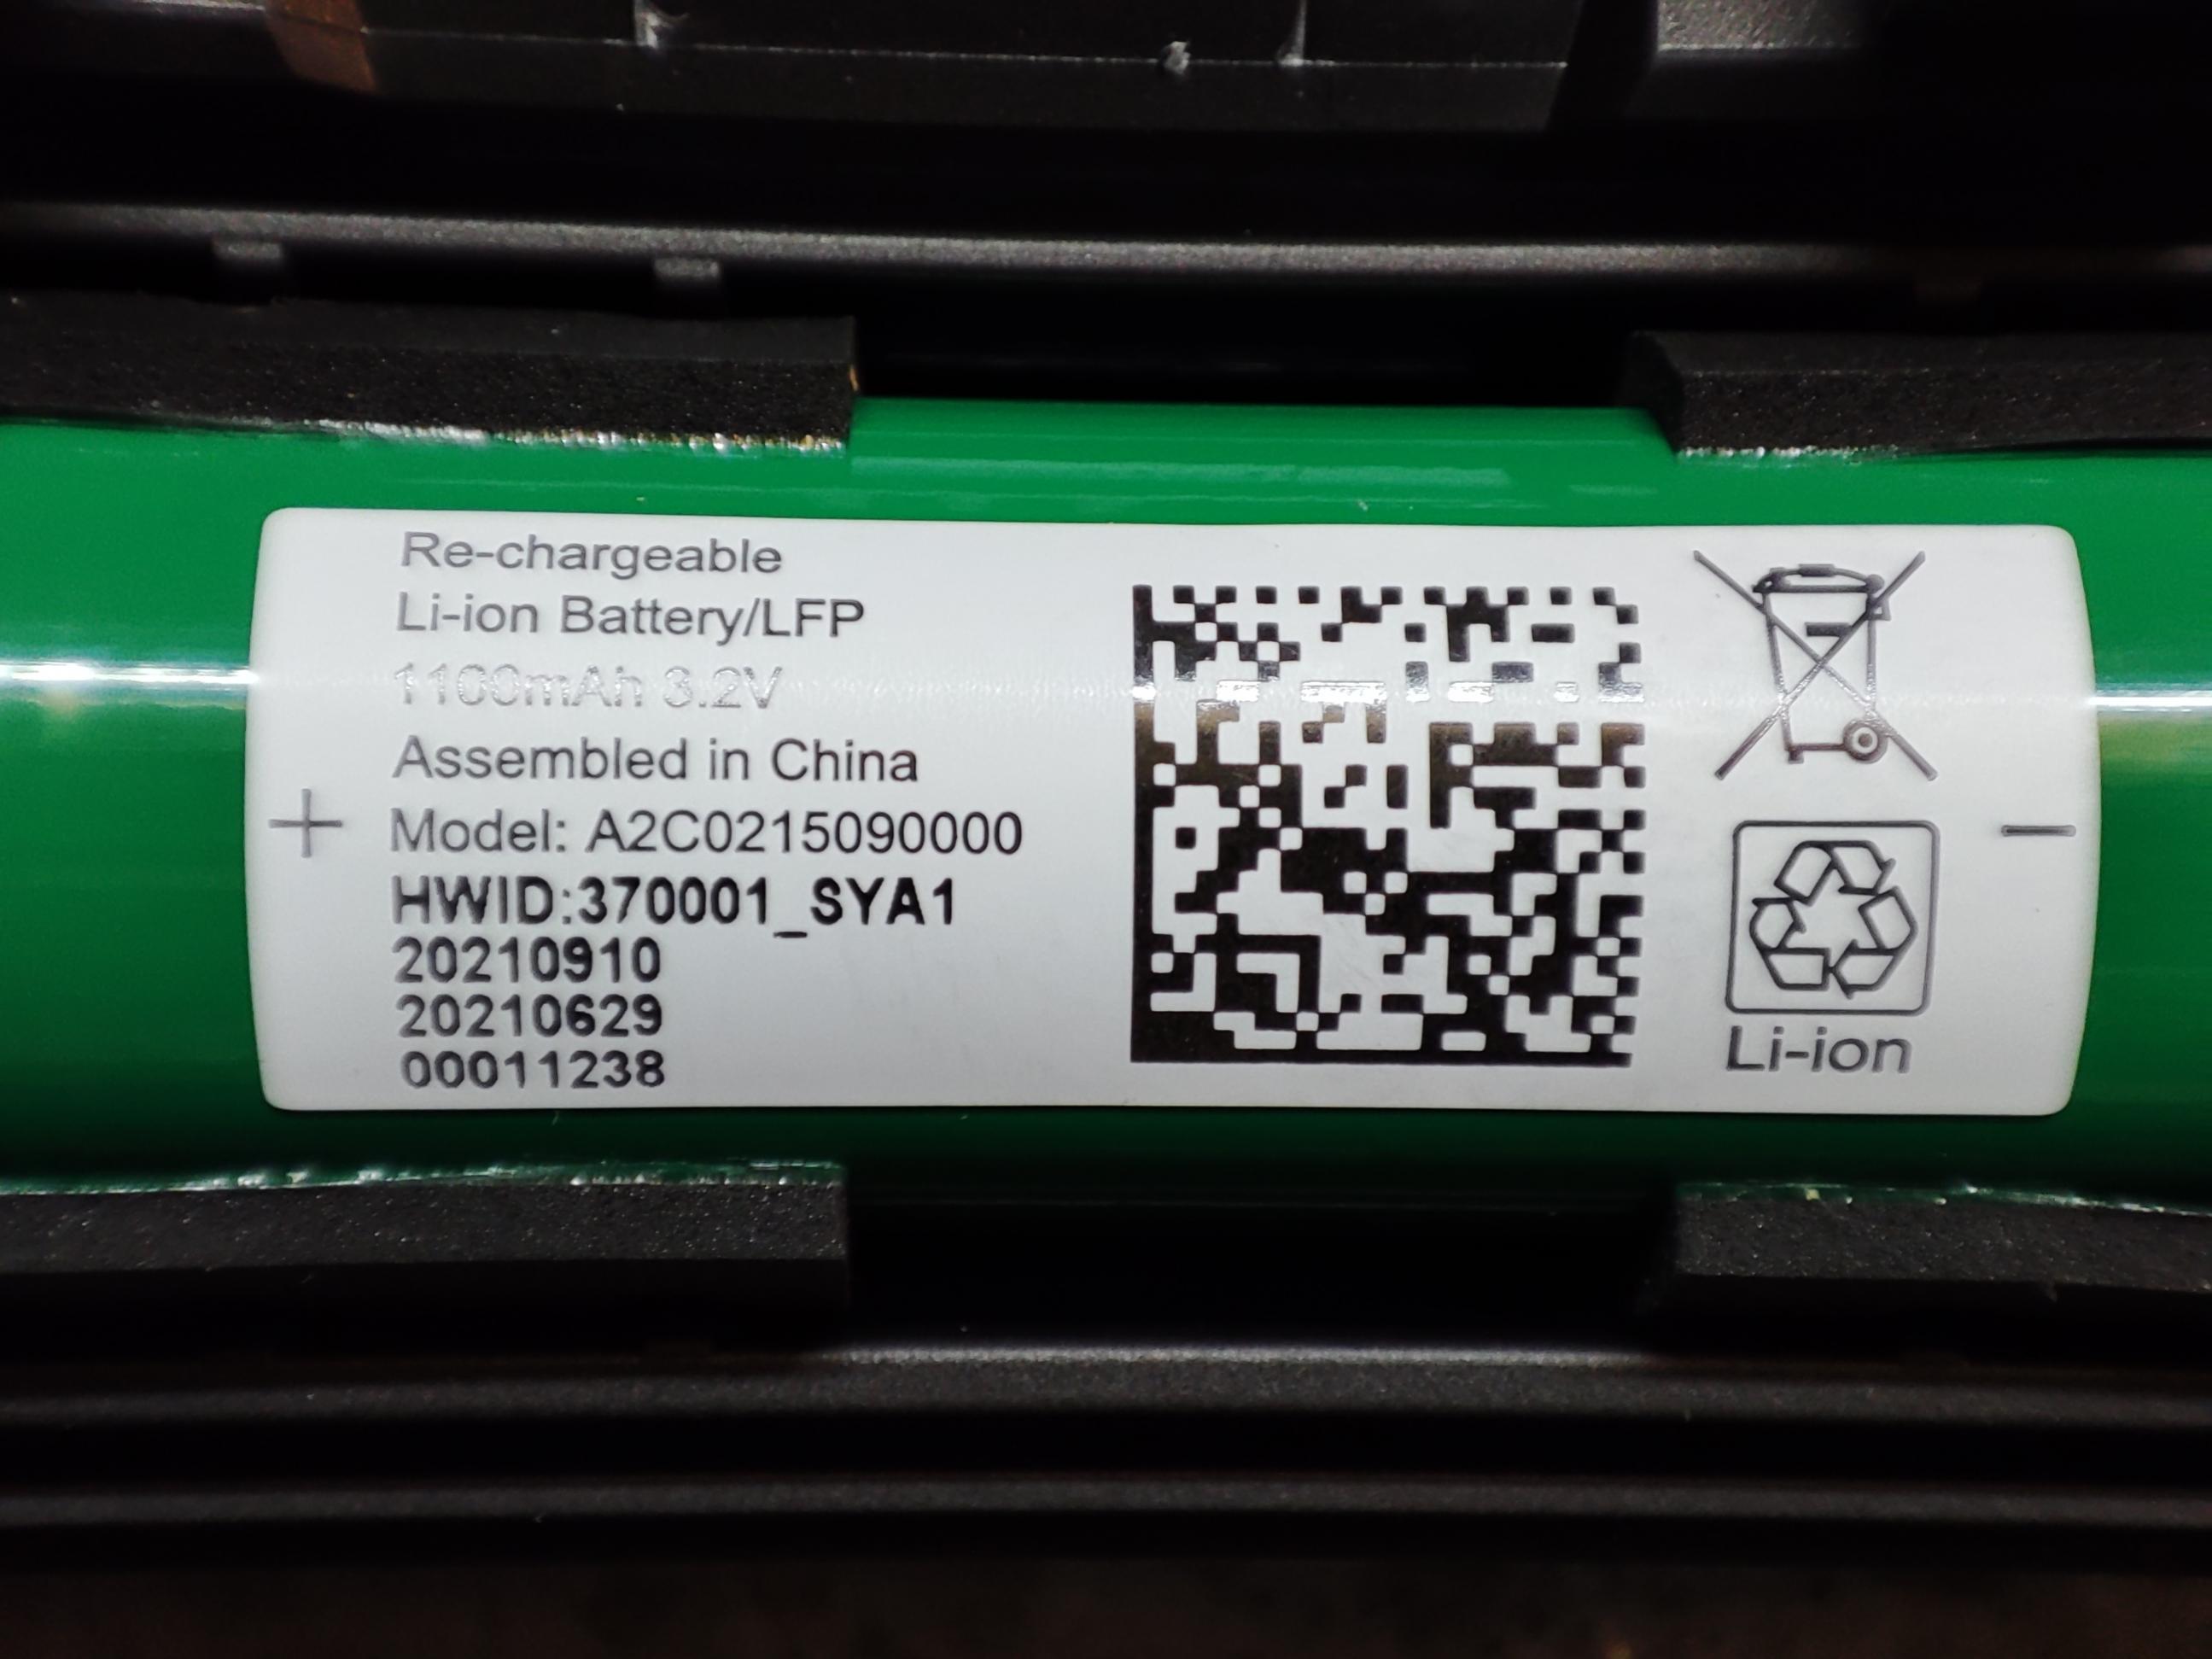 Re-chargeable
Li-ion Battery/LFP
1100mAh 3.2V
Assembled in China
+
Model: A2C0215090000
HWID:370001_SYA1
20210910
20210629
00011238
Li-ion
−